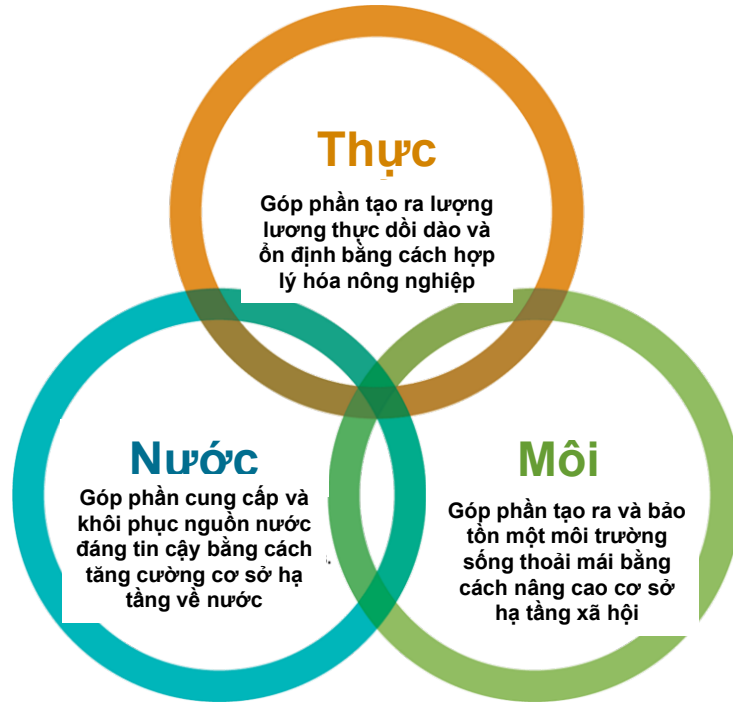 Thực
Góp phần tạo ra lượng
lương thực dồi dào và
ổn định bằng cách hợp
lý hóa nông nghiệp
Nước
Góp phần cung cấp và
khôi phục nguồn nước
đáng tin cậy bằng cách
tăng cường cơ sở hạ
tầng về nước
Môi
Góp phần tạo ra và bảo
tồn một môi trường
sống thoải mái bằng
cách nâng cao cơ sở
hạ tầng xã hội